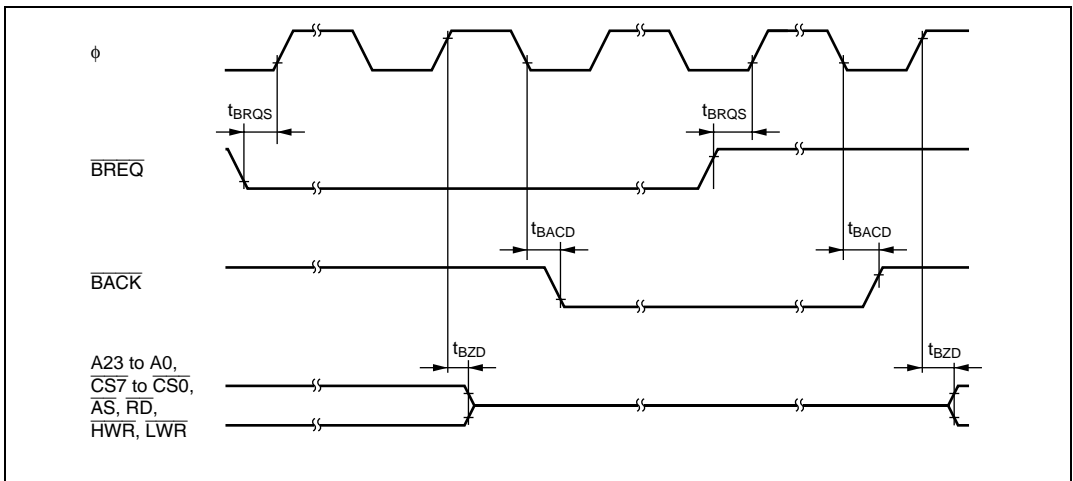 ϕ
tBRQS tBRQS
BREQ
tBACD tBACD
BACK
tBZD tBZD
A23 to A0,
CS7 to CS0,
AS, RD,
HWR, LWR